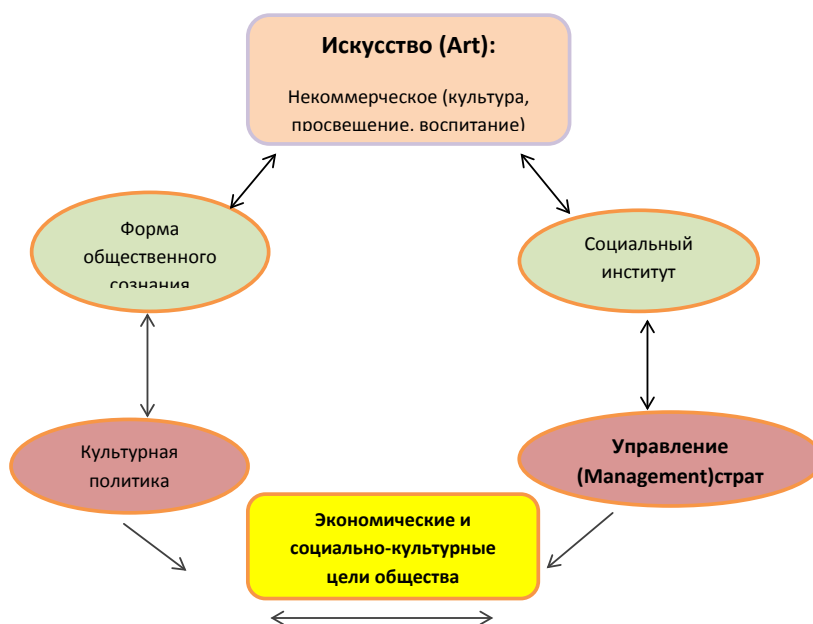 Искусство (Art):
Некоммерческое (культура,
просвещение, воспитание)
Форма
общественного
сознания
Социальный
институт
Культурная
политика
Управление
(Management)страт
Экономические и
социально-культурные
цели общества